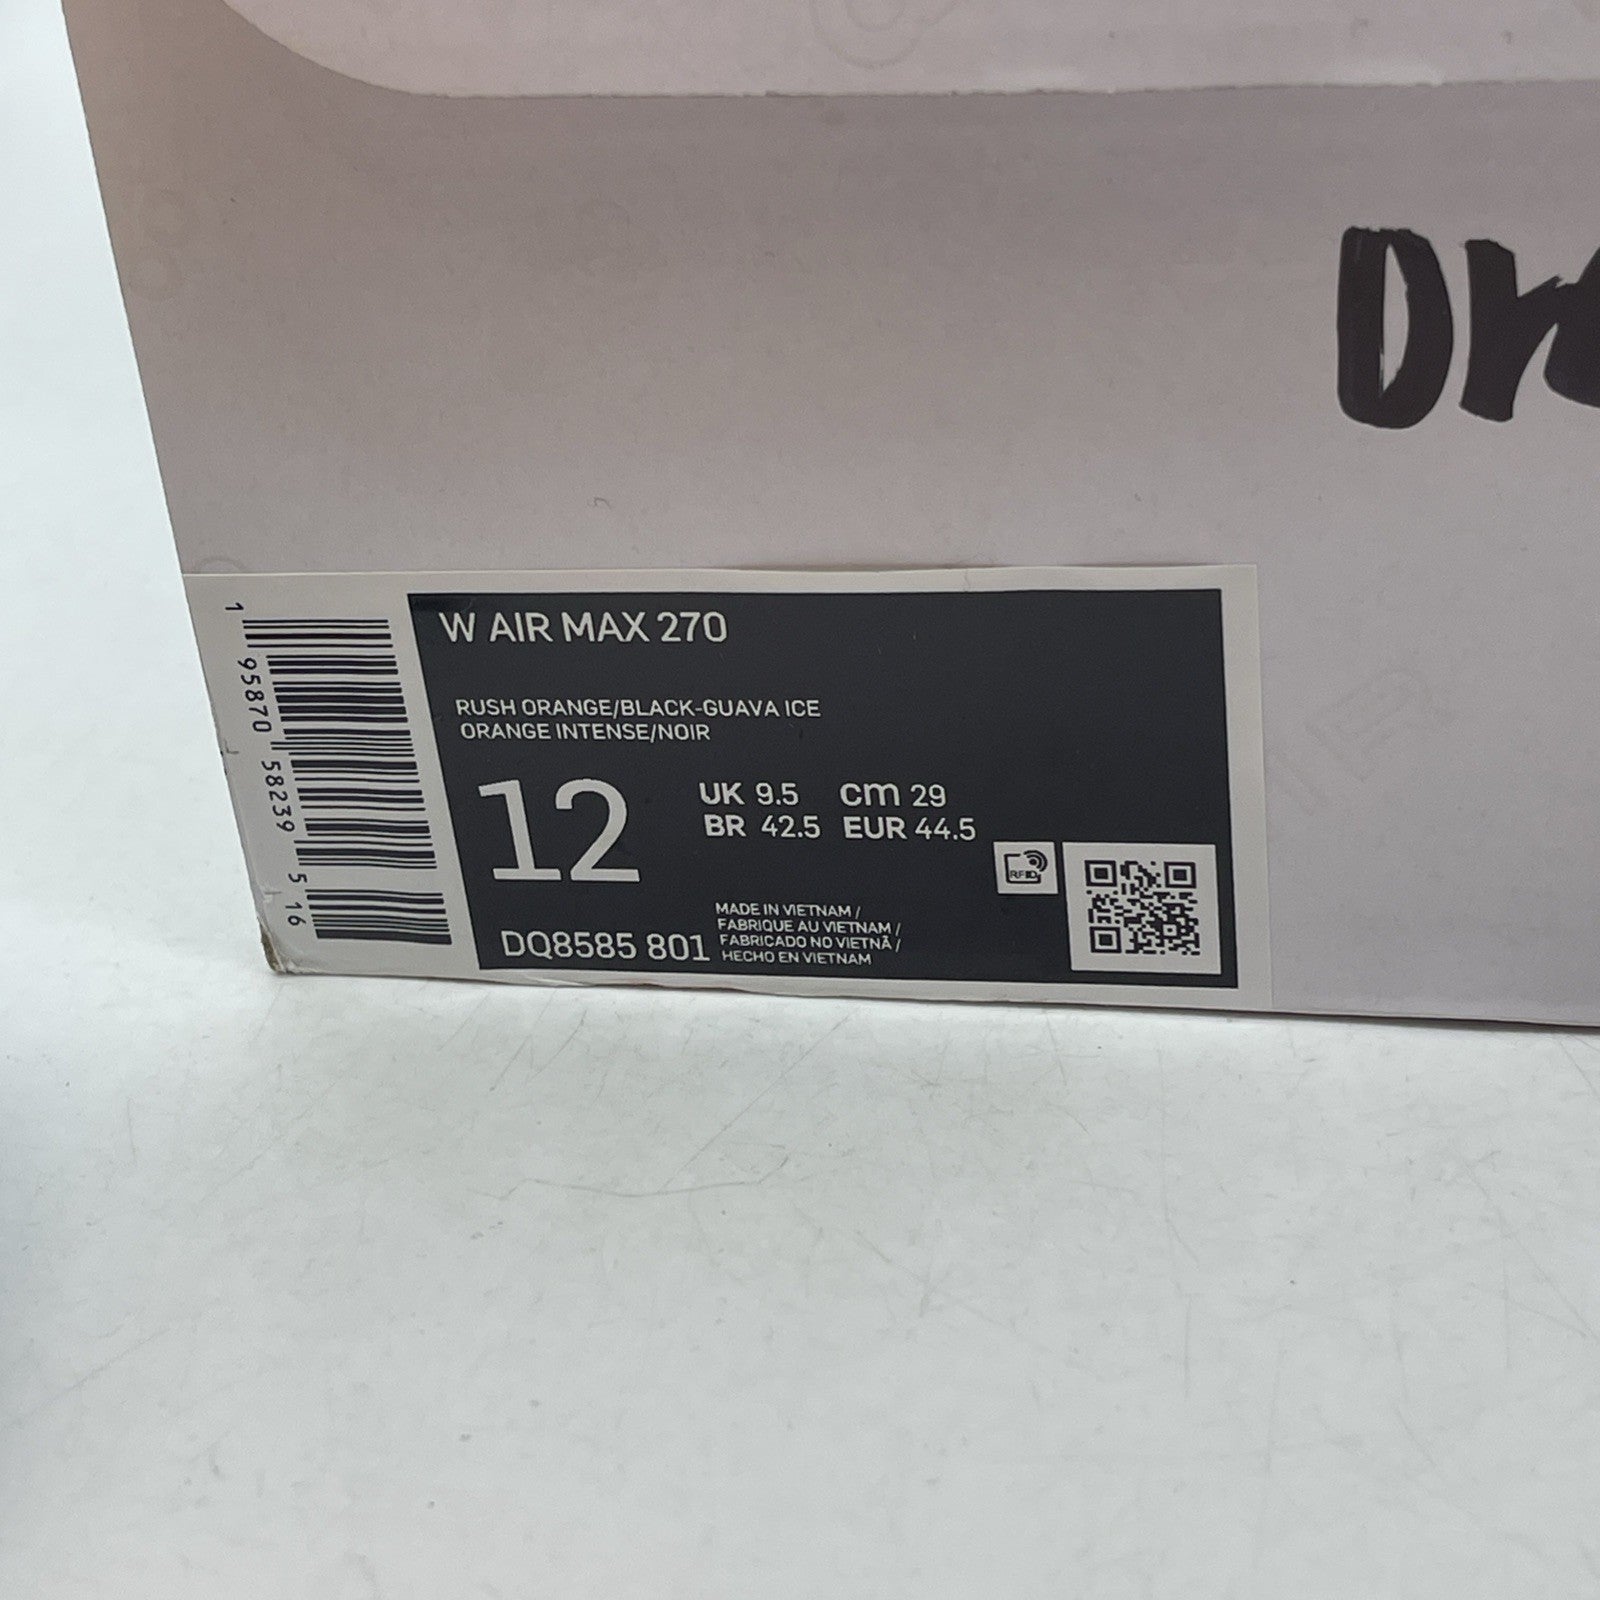 W AIR MAX 270
RUSH ORANGE/BLACK-GUAVA ICE
ORANGE INTENSE/NOIR
12
UK 9.5 cm 29
BR 42.5 EUR 44.5
RFID
DQ8585 801
MADE IN VIETNAM /
FABRIQUE AU VIETNAM /
FABRICADO NO VIETNÃ /
HECHO EN VIETNAM
1 95870 58239 5 16